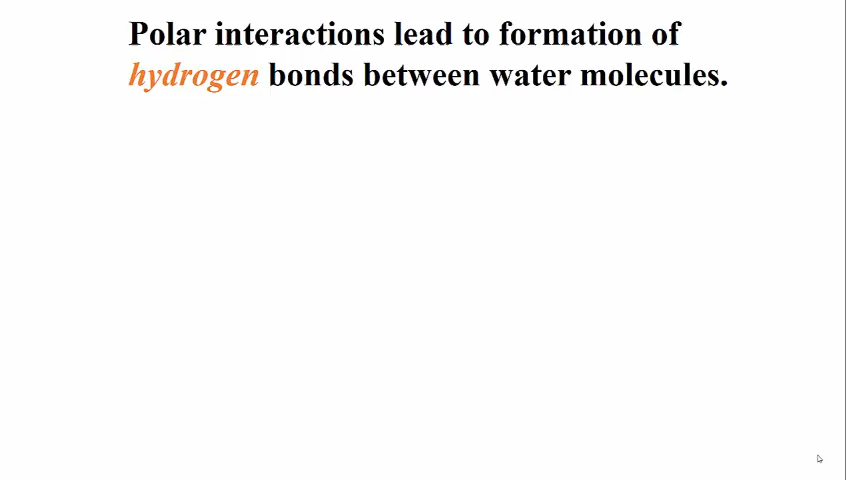 Polar interactions lead to formation of
hydrogen bonds between water molecules.